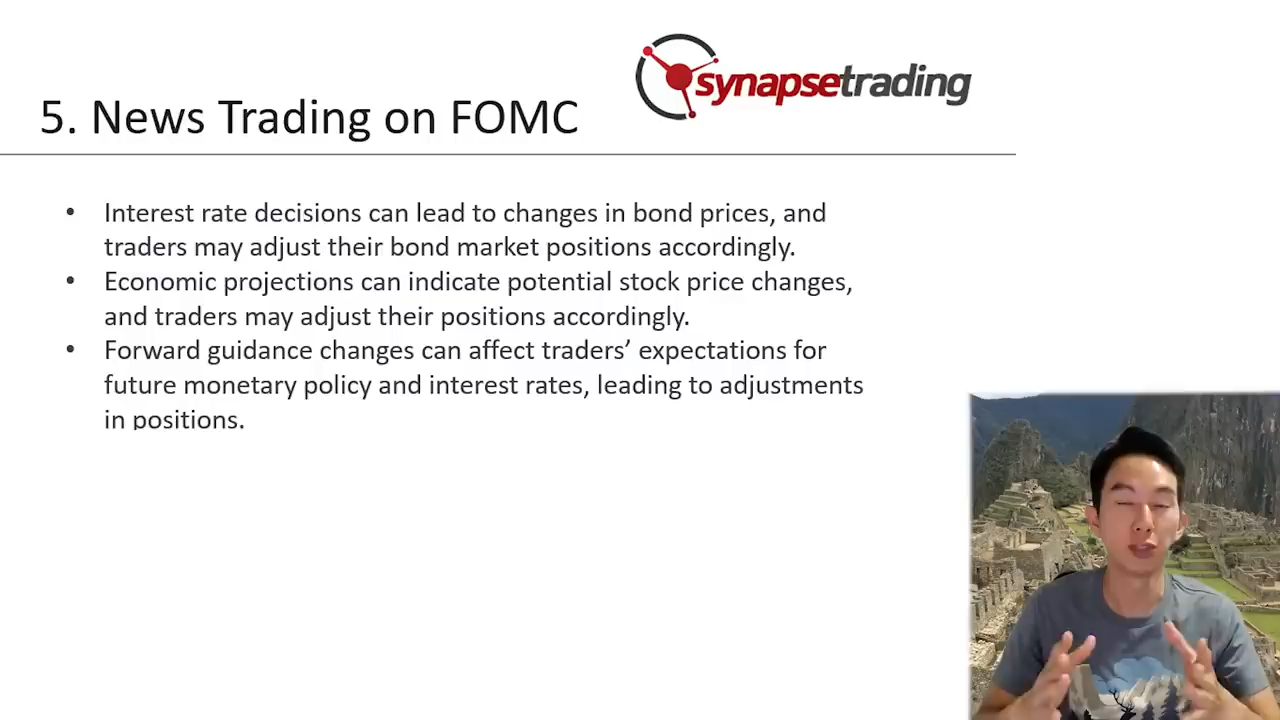 synapsetrading
5. News Trading on FOMC
• Interest rate decisions can lead to changes in bond prices, and
traders may adjust their bond market positions accordingly.
• Economic projections can indicate potential stock price changes,
and traders may adjust their positions accordingly.
• Forward guidance changes can affect traders’ expectations for
future monetary policy and interest rates, leading to adjustments
in positions.